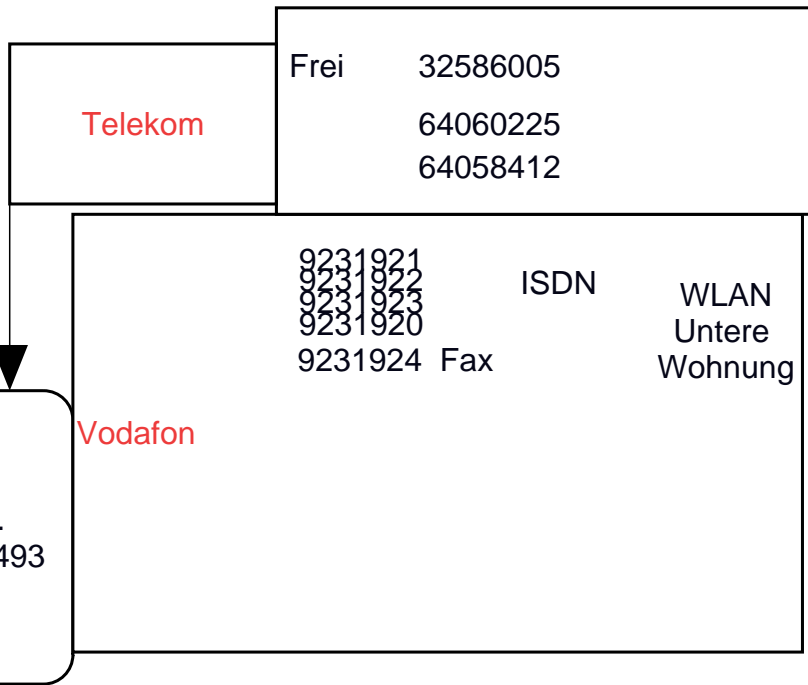 Frei 32586005
Telekom 64060225
64058412
9231921
9231922
9231923
9231920
9231924 Fax
ISDN
WLAN
Untere
Wohnung
Vodafon
493